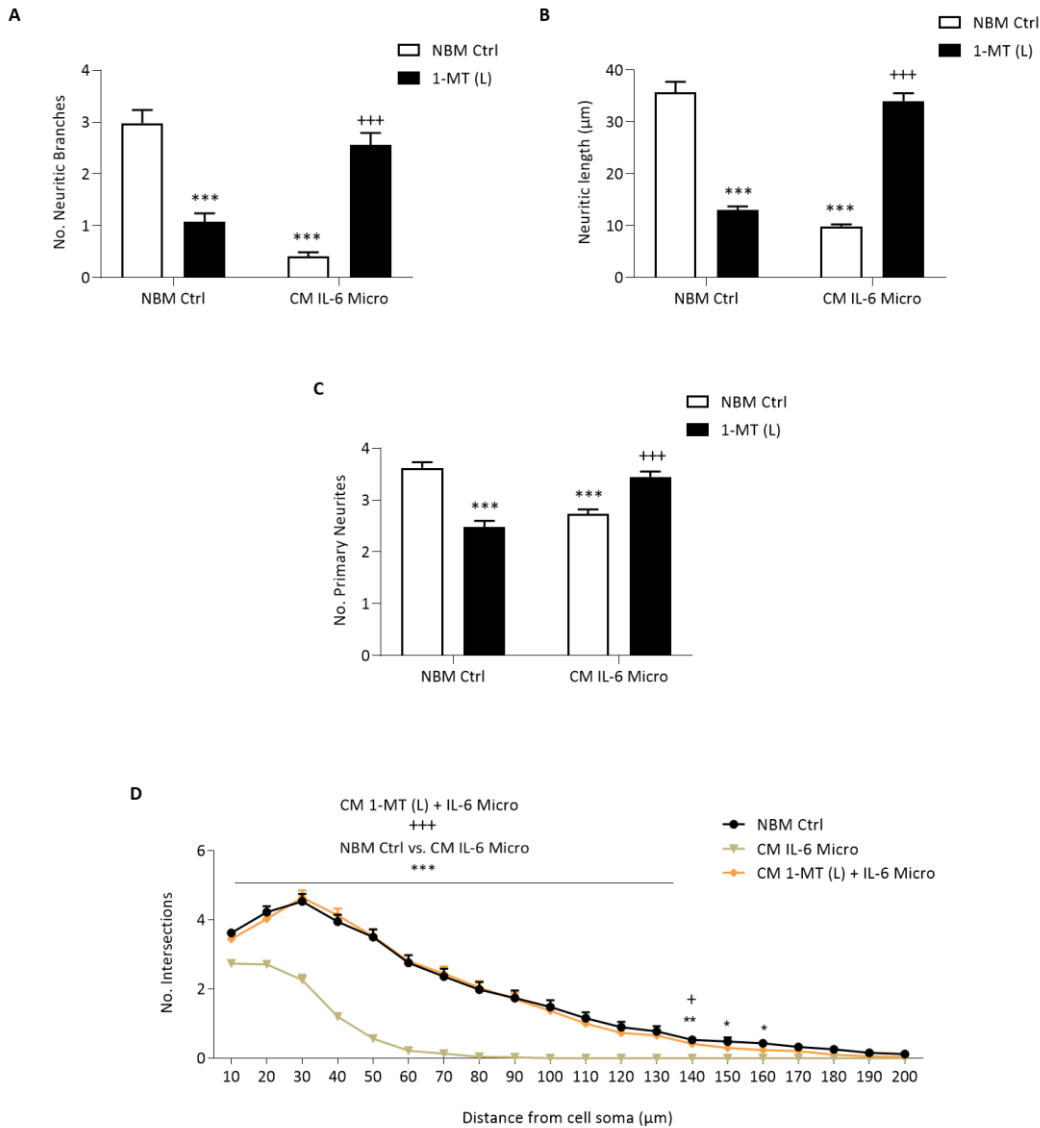 A
NBM Ctrl
1-MT (L)
No. Neuritic Branches
4
3
2
1
0
***
***
+++
NBM Ctrl
CM IL-6 Micro
B
NBM Ctrl
1-MT (L)
Neuritic length (µm)
40
30
20
10
0
***
***
+++
NBM Ctrl
CM IL-6 Micro
C
NBM Ctrl
1-MT (L)
No. Primary Neurites
4
3
2
1
0
***
***
+++
NBM Ctrl
CM IL-6 Micro
D
CM 1-MT (L) + IL-6 Micro
+++
NBM Ctrl vs. CM IL-6 Micro
***
NBM Ctrl
CM IL-6 Micro
CM 1-MT (L) + IL-6 Micro
No. Intersections
6
4
2
0
+
** * *
10 20 30 40 50 60 70 80 90 100 110 120 130 140 150 160 170 180 190 200
Distance from cell soma (µm)